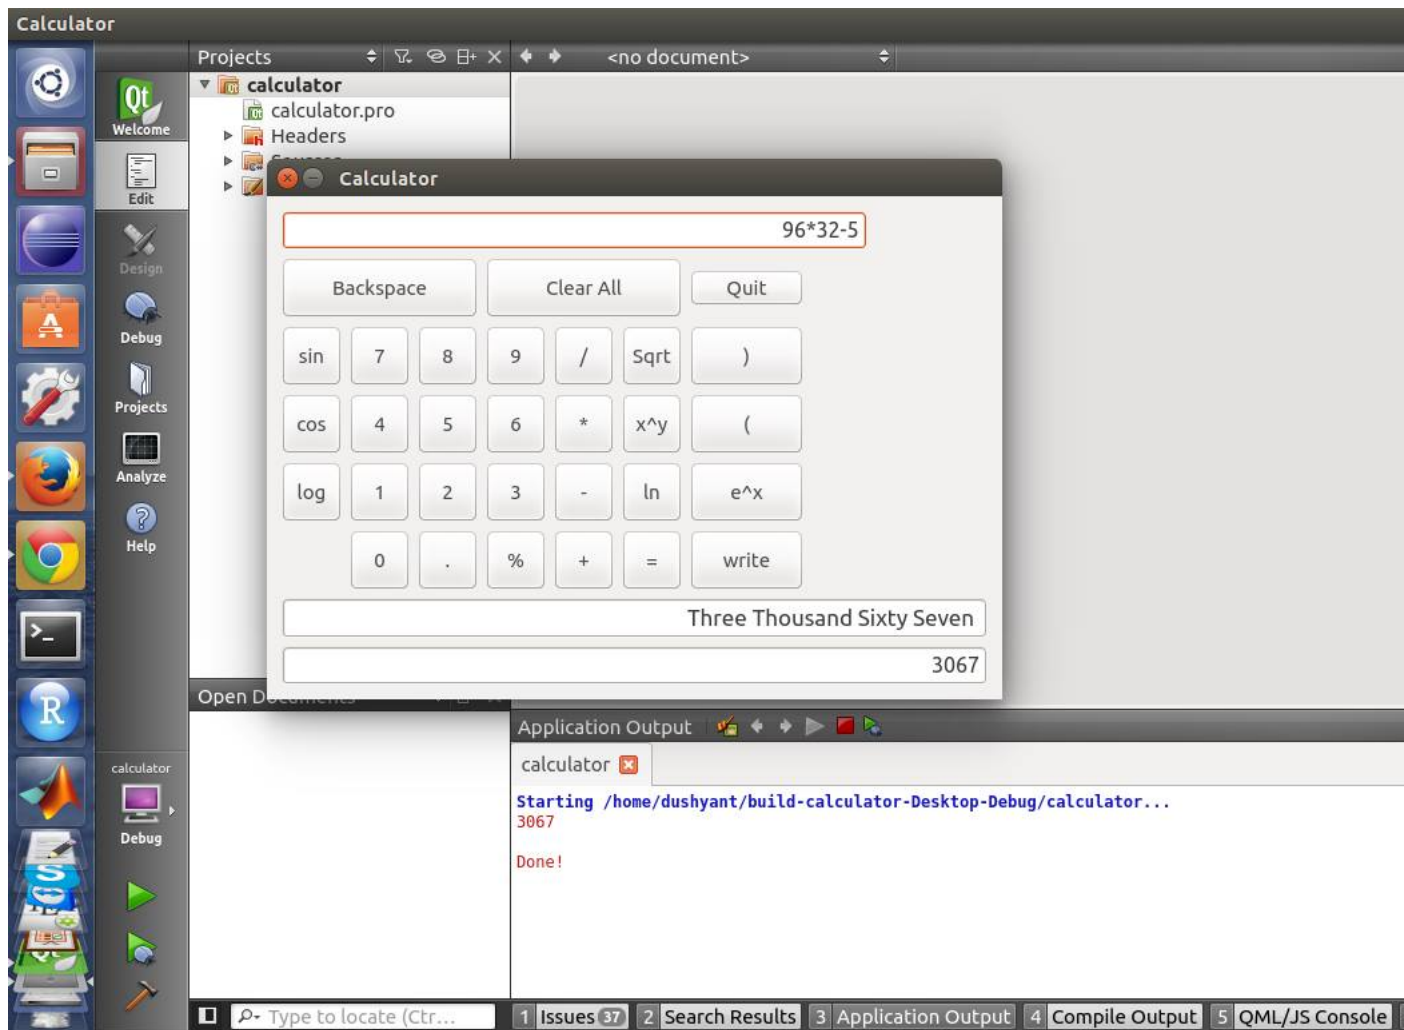 Calculator
Projects
<no document>
Welcome
Edit
Design
Debug
Projects
Analyze
Help
calculator
Debug
calculator
calculator.pro
Headers
Calculator
96*32-5
Backspace Clear All Quit
sin 7 8 9 / Sqrt )
cos 4 5 6 * x^y (
log 1 2 3 - ln e^x
0 . % + = write
Three Thousand Sixty Seven
3067
Open Documents
Application Output
calculator
Starting /home/dushyant/build-calculator-Desktop-Debug/calculator...
3067
Done!
Type to locate (Ctr...
1 Issues 37 2 Search Results 3 Application Output 4 Compile Output 5 QML/JS Console